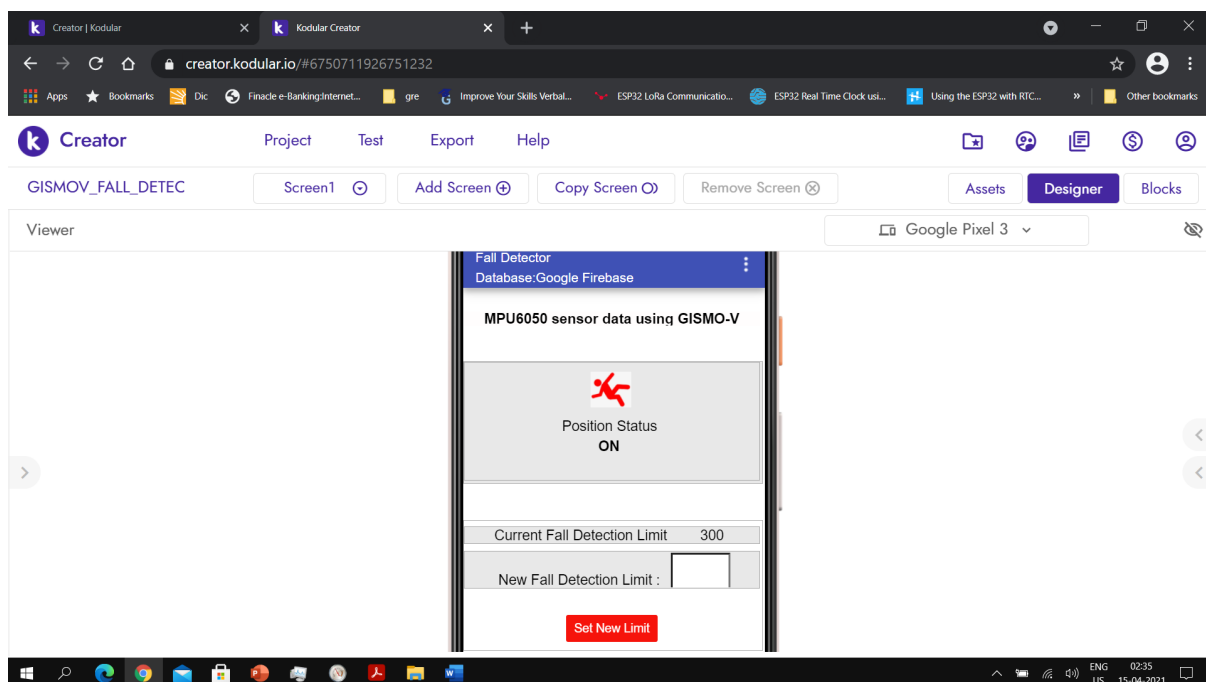 Creator | Kodular
Kodular Creator
creator.kodular.io/#6750711926751232
Apps Bookmarks Dic Finacle e-Banking:Internet... gre Improve Your Skills Verbal... ESP32 LoRa Communicatio... ESP32 Real Time Clock usi... Using the ESP32 with RTC... » Other bookmarks
k Creator Project Test Export Help
GISMOV_FALL_DETEC Screen1 Add Screen Copy Screen Remove Screen Assets Designer Blocks
Viewer Google Pixel 3
Fall Detector
Database:Google Firebase
MPU6050 sensor data using GISMO-V
Position Status
ON
Current Fall Detection Limit 300
New Fall Detection Limit :
Set New Limit
ENG 02:35
US 15-04-2021